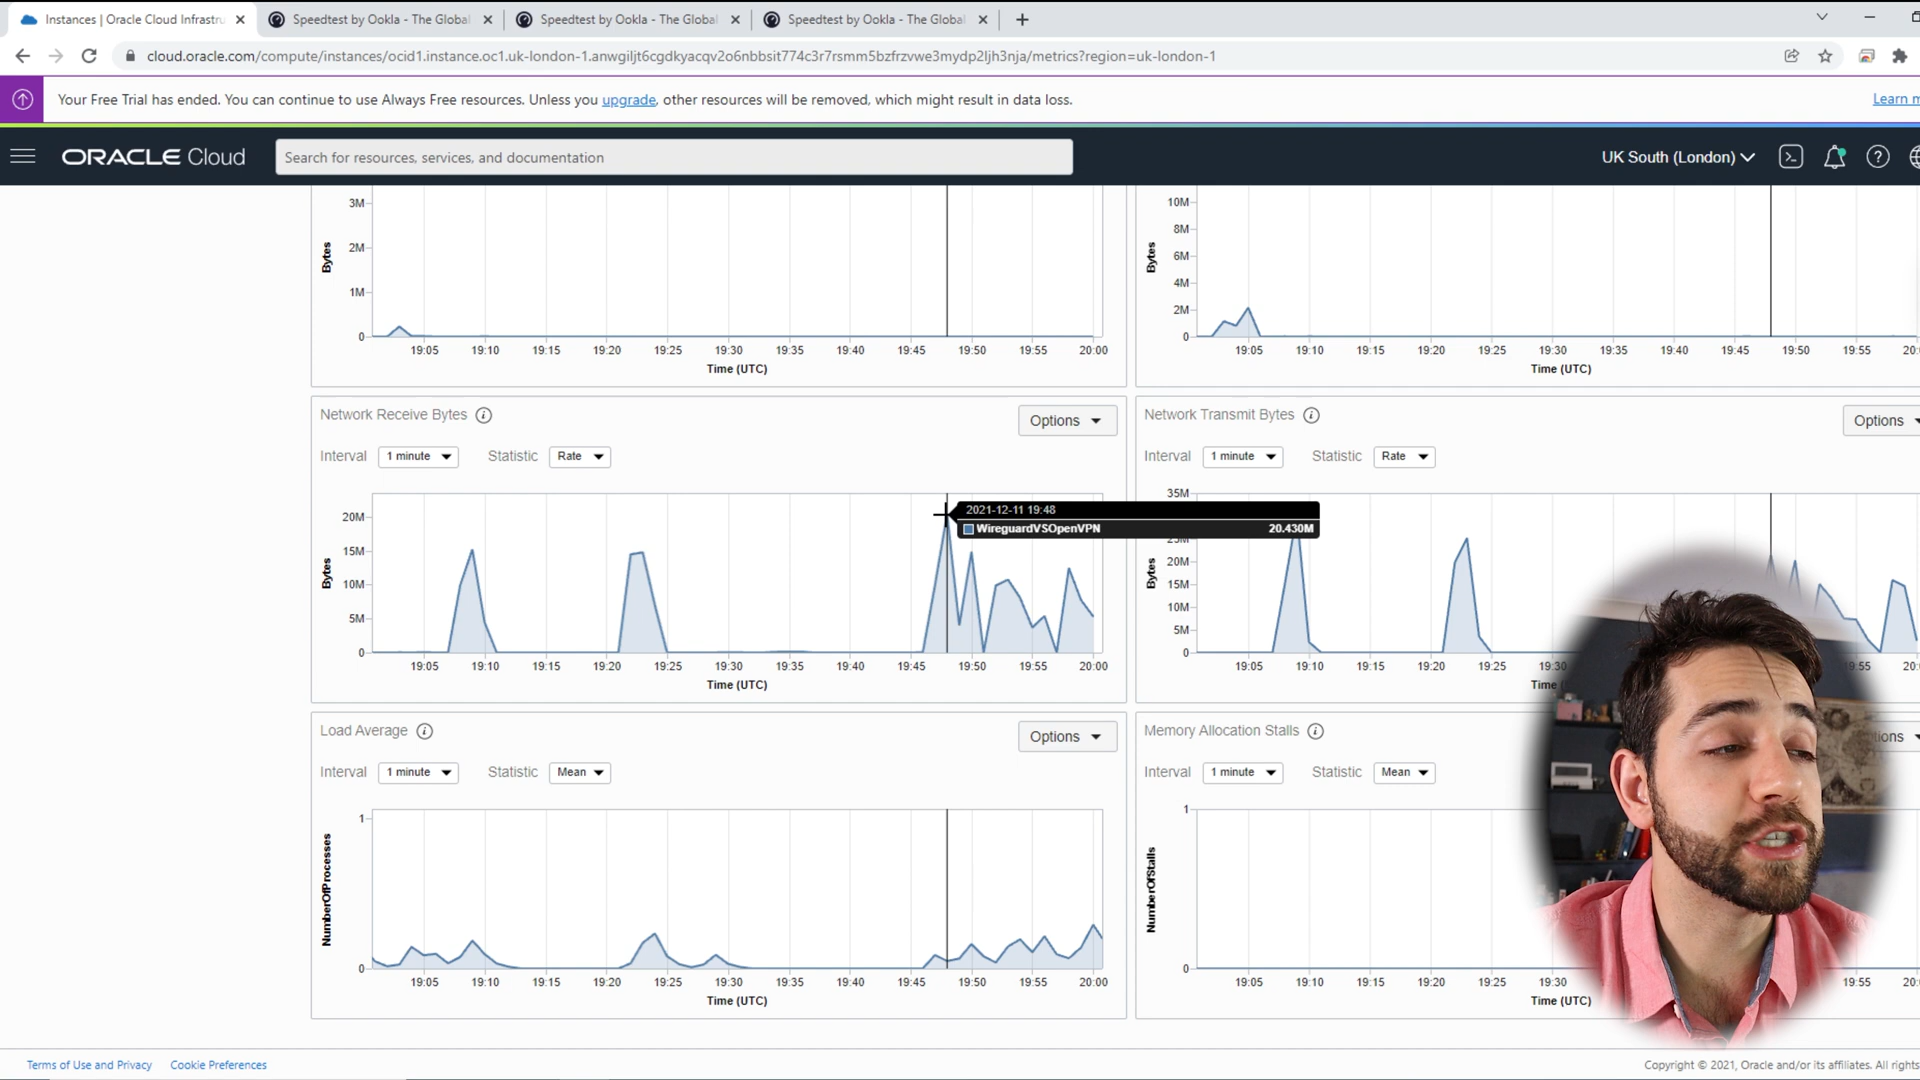 Instances | Oracle Cloud Infrastru
Speedtest by Ookla - The Global
Speedtest by Ookla - The Global
Speedtest by Ookla - The Global
cloud.oracle.com/compute/instances/ocid1.instance.oc1.uk-london-1.anwgiljt6cgdkyacqv2o6nbbsit774c3r7rsmm5bzfrzvwe3mydp2ljh3nja/metrics?region=uk-london-1
Your Free Trial has ended. You can continue to use Always Free resources. Unless you upgrade, other resources will be removed, which might result in data loss.
Learn m
ORACLE Cloud
Search for resources, services, and documentation
UK South (London)
3M
2M
1M
0
Bytes
19:05 19:10 19:15 19:20 19:25 19:30 19:35 19:40 19:45 19:50 19:55 20:00
Time (UTC)
10M
8M
6M
4M
2M
0
Bytes
19:05 19:10 19:15 19:20 19:25 19:30 19:35 19:40 19:45 19:50 19:55 20:
Time (UTC)
Network Receive Bytes
Options
Interval 1 minute Statistic Rate
20M
15M
10M
5M
0
Bytes
2021-12-11 19:48
WireguardVSOpenVPN 20.430M
19:05 19:10 19:15 19:20 19:25 19:30 19:35 19:40 19:45 19:50 19:55 20:00
Time (UTC)
Network Transmit Bytes
Options
Interval 1 minute Statistic Rate
35M
25M
20M
15M
10M
5M
0
Bytes
19:05 19:10 19:15 19:20 19:25 19:30 9:55 20:
Time
Load Average
Options
Interval 1 minute Statistic Mean
1
0
NumberOfProcesses
19:05 19:10 19:15 19:20 19:25 19:30 19:35 19:40 19:45 19:50 19:55 20:00
Time (UTC)
Memory Allocation Stalls
tions
Interval 1 minute Statistic Mean
1
0
NumberOfStalls
19:05 19:10 19:15 19:20 19:25 19:30 19:55 20:
Time (UTC)
Terms of Use and Privacy
Cookie Preferences
Copyright © 2021, Oracle and/or its affiliates. All rights